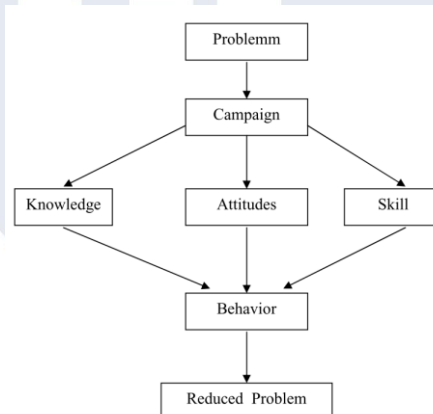 Problemm
Campaign
Knowledge
Attitudes
Skill
Behavior
Reduced Problem